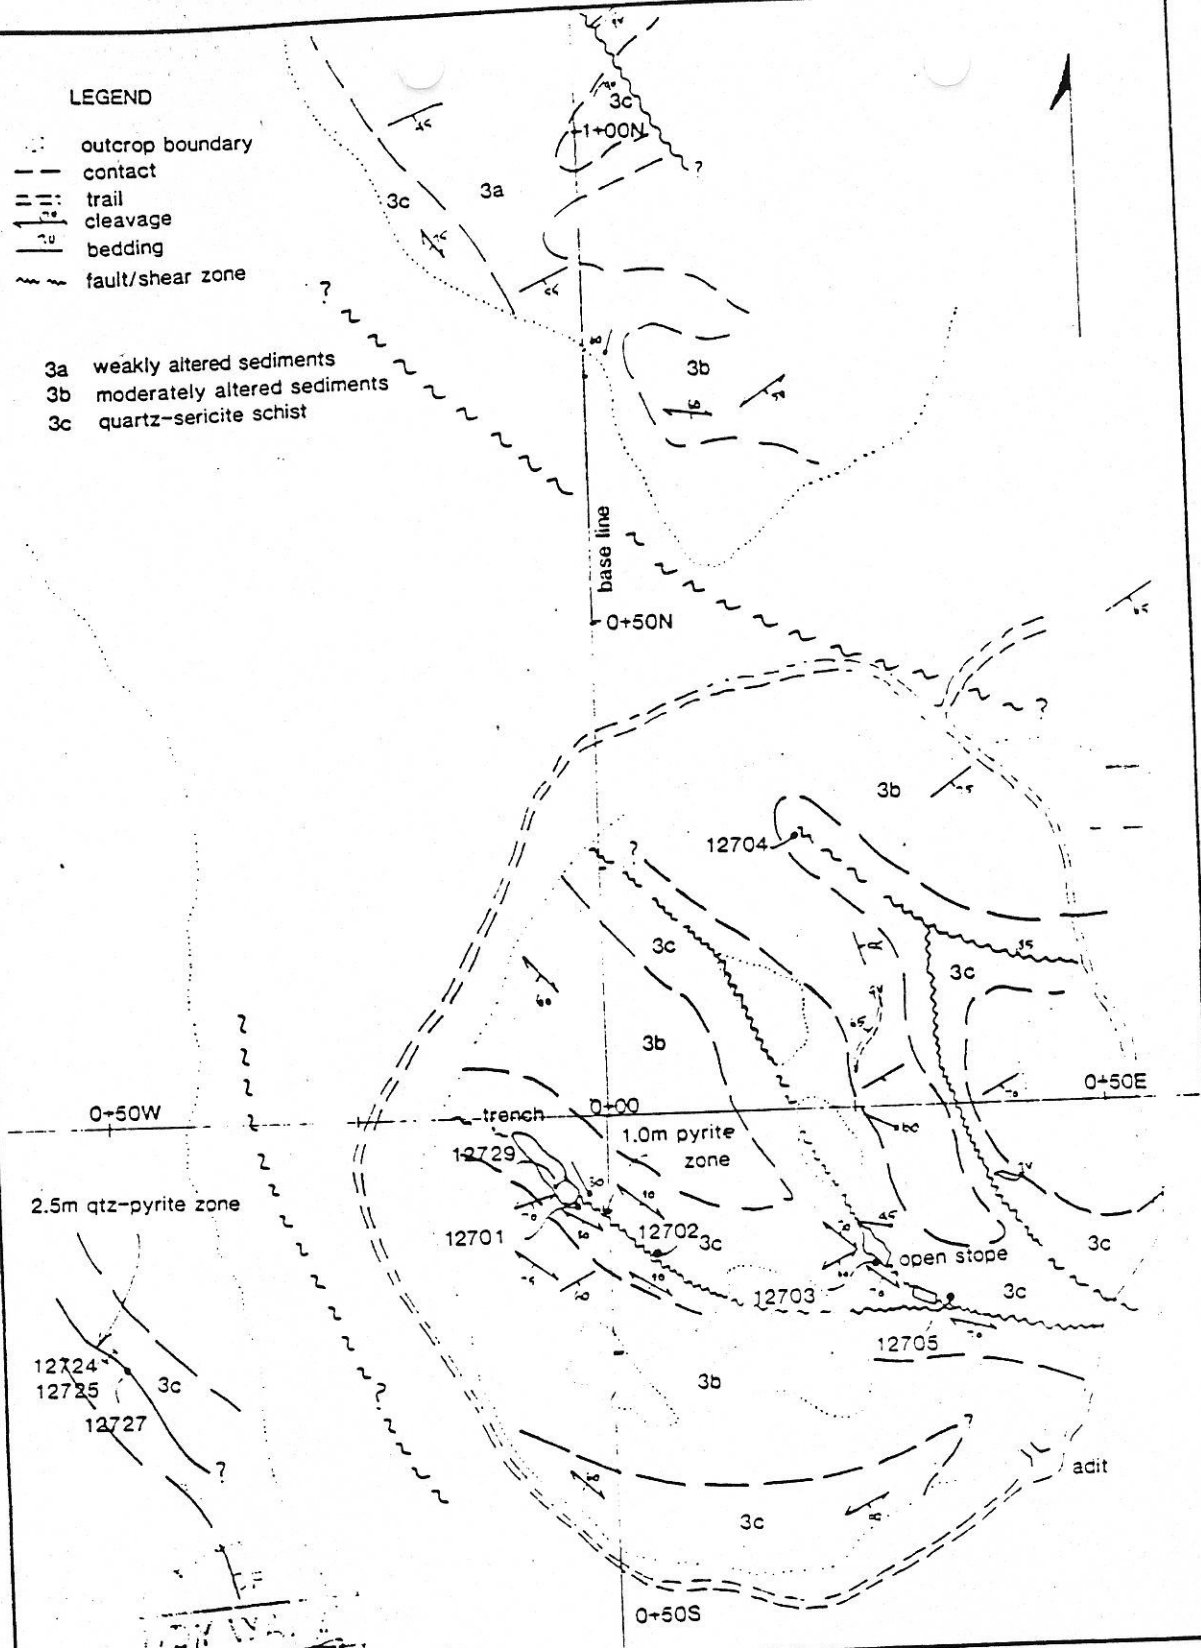 LEGEND
outcrop boundary
contact
trail
cleavage
bedding
fault/shear zone
3a weakly altered sediments
3b moderately altered sediments
3c quartz-sericite schist
3c
1+00N
?
3a
3c
?
3b
base line
0+50N
?
3b
12704
?
3c
3c
3b
0+50W
trench
0+00
0+50E
1.0m pyrite
zone
12729
2.5m qtz-pyrite zone
12701
12702
3c
3c
open stope
12703
3c
12705
12724
12725
3c
3b
12727
?
?
adit
3c
0+50S